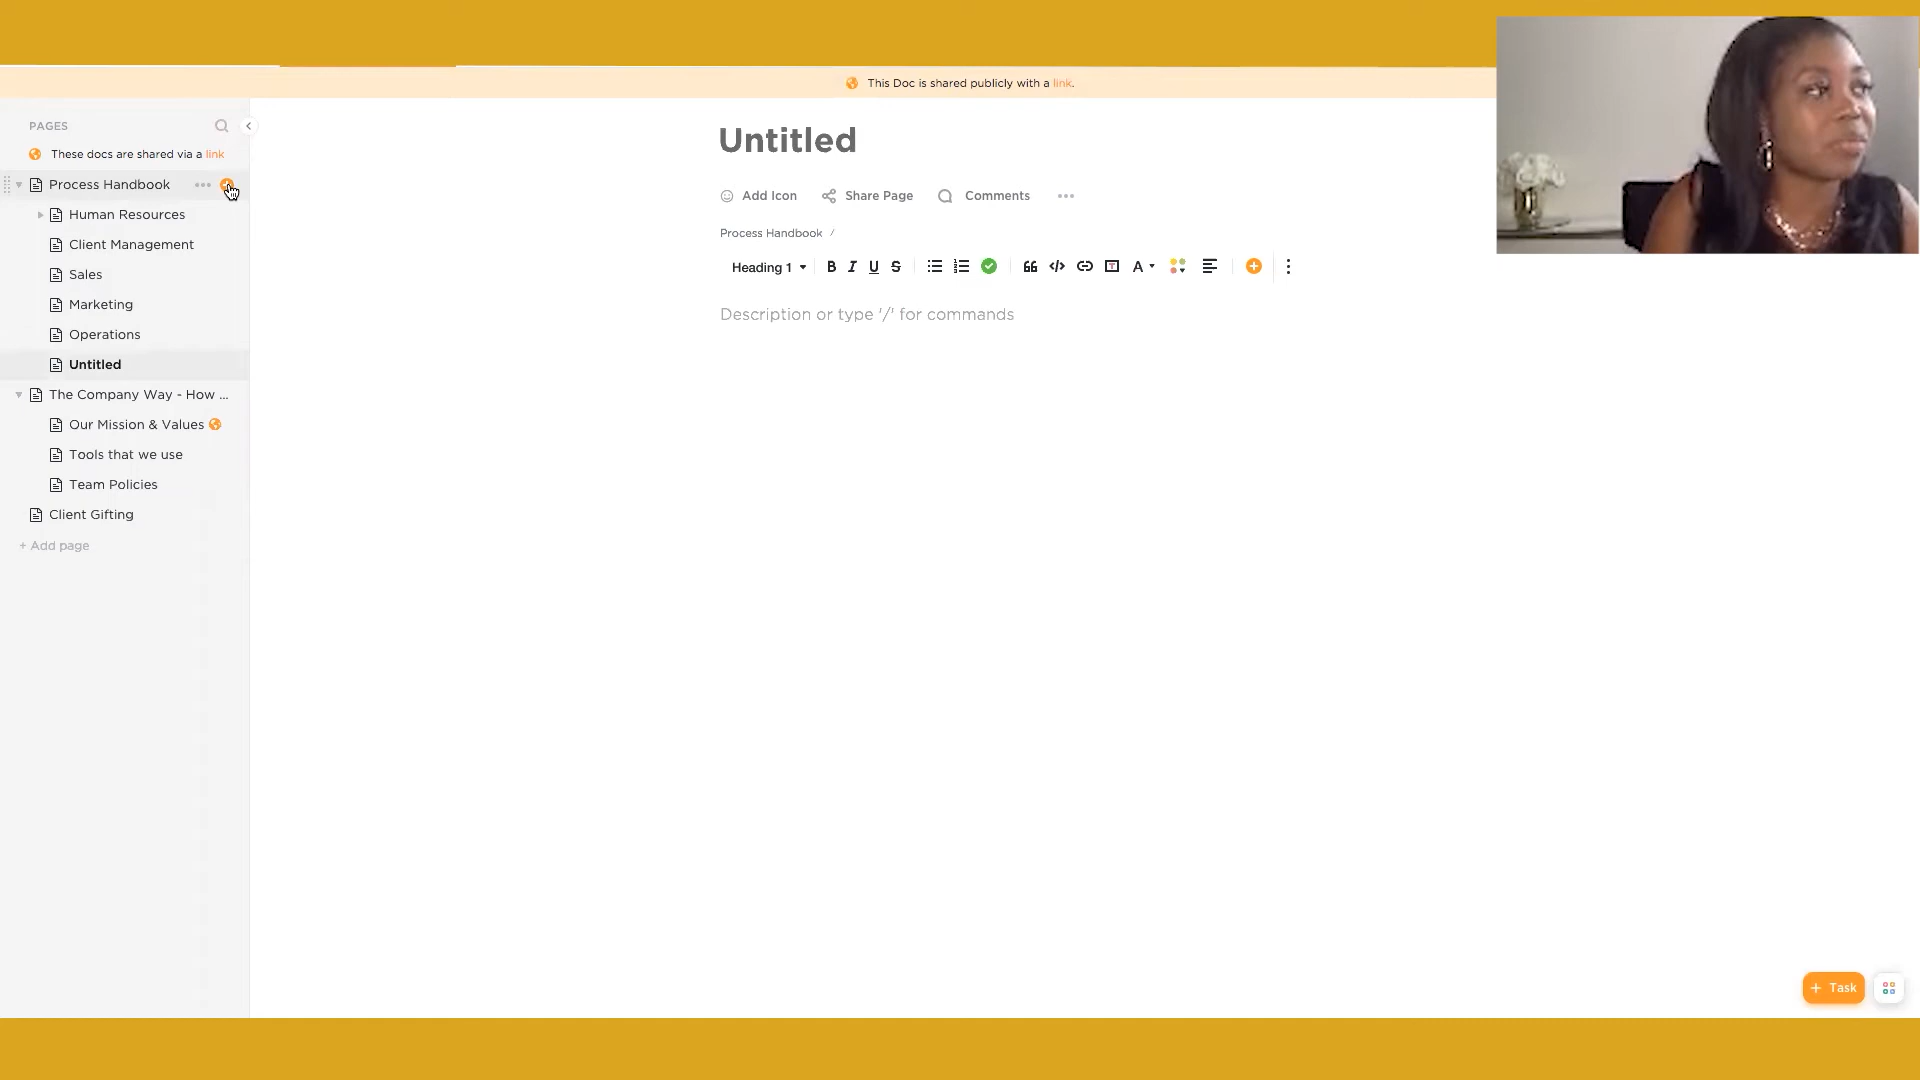 This Doc is shared publicly with a link.
PAGES
These docs are shared via a link
Process Handbook
Human Resources
Client Management
Sales
Marketing
Operations
Untitled
The Company Way - How ...
Our Mission & Values
Tools that we use
Team Policies
Client Gifting
+ Add page
Untitled
Add Icon
Share Page
Comments
Process Handbook /
Heading 1
B I U S
A
Description or type '/' for commands
+ Task